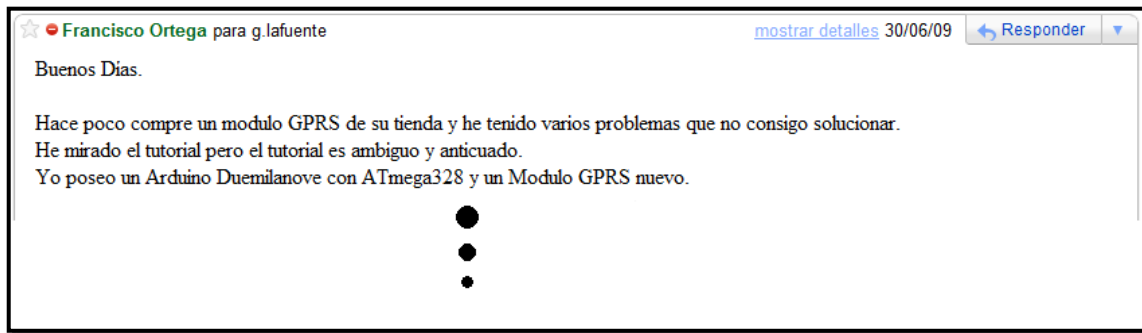 Francisco Ortega para g.lafuente mostrar detalles 30/06/09 Responder
Buenos Dias.
Hace poco compre un modulo GPRS de su tienda y he tenido varios problemas que no consigo solucionar.
He mirado el tutorial pero el tutorial es ambiguo y anticuado.
Yo poseo un Arduino Duemilanove con ATmega328 y un Modulo GPRS nuevo.